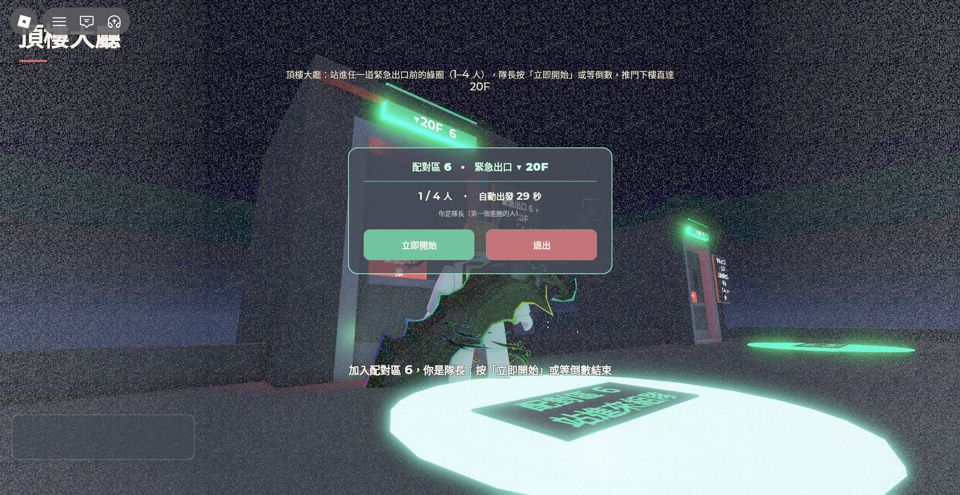 頂樓大廳
頂樓大廳：站進任一道緊急出口前的綠圈（1–4 人），隊長按「立即開始」或等倒數，推門下樓直達
20F
▼20F 6
配對區 6 • 緊急出口 ▼ 20F
1 / 4 人 • 自動出發 29 秒
你是隊長（第一個進圈的人）
立即開始
退出
加入配對區 6，你是隊長：按「立即開始」或等倒數結束
配對區 6